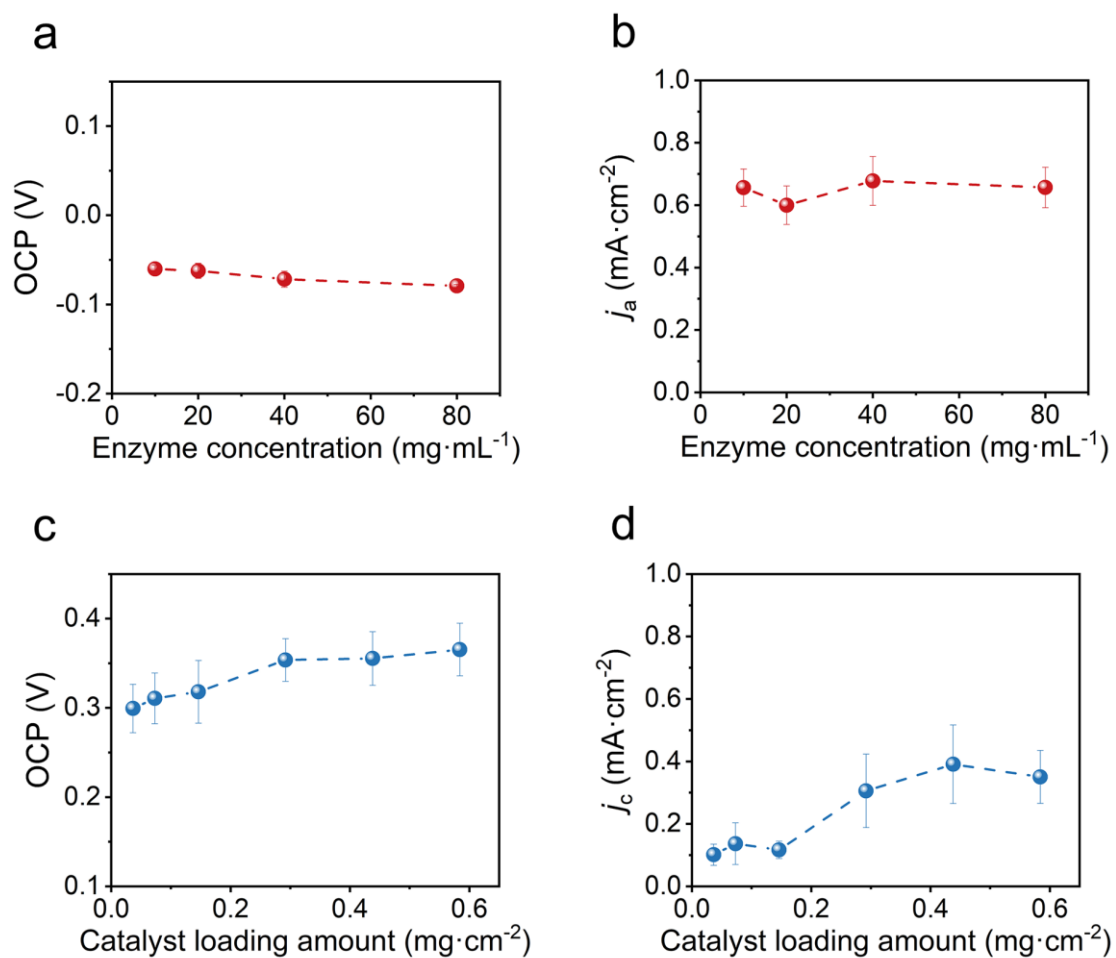 a
0.1
0.0
-0.1
-0.2
OCP (V)
0 20 40 60 80
Enzyme concentration (mg·mL⁻¹)
b
1.0
0.8
0.6
0.4
0.2
0.0
jₐ (mA·cm⁻²)
0 20 40 60 80
Enzyme concentration (mg·mL⁻¹)
c
0.4
0.3
0.2
0.1
OCP (V)
0.0 0.2 0.4 0.6
Catalyst loading amount (mg·cm⁻²)
d
1.0
0.8
0.6
0.4
0.2
0.0
j_c (mA·cm⁻²)
0.0 0.2 0.4 0.6
Catalyst loading amount (mg·cm⁻²)